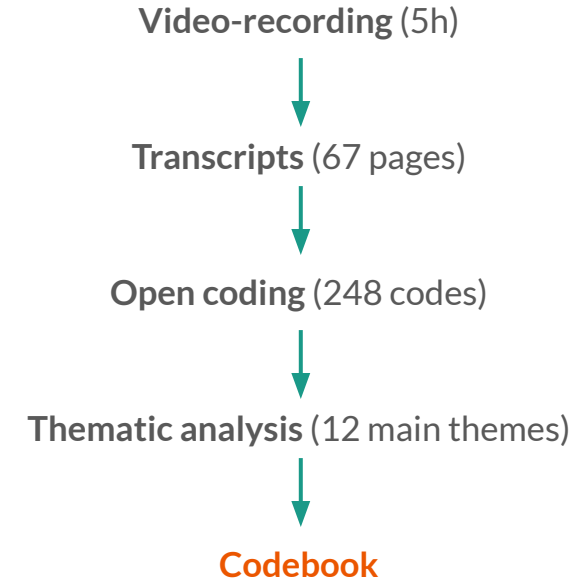 Video-recording (5h)
Transcripts (67 pages)
Open coding (248 codes)
Thematic analysis (12 main themes)
Codebook